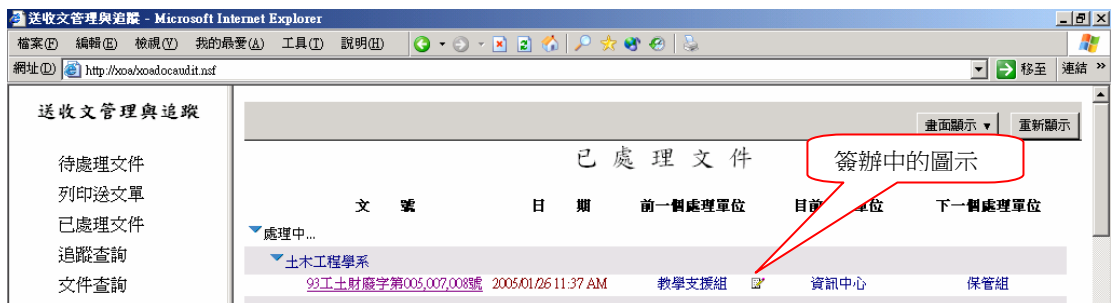 送收文管理與追蹤 - Microsoft Internet Explorer
檔案(F) 編輯(E) 檢視(V) 我的最愛(A) 工具(T) 說明(H)
網址(D) http://xoa/xoadocaudit.nsf 移至 連結 »
送收文管理與追蹤
待處理文件
列印送文單
已處理文件
追蹤查詢
文件查詢
畫面顯示 ▼ 重新顯示
已處理文件
簽辦中的圖示
文 號 日 期 前一個處理單位 目前 單位 下一個處理單位
處理中...
土木工程學系
93工土財廢字第005,007,008號 2005/01/26 11:37 AM 教學支援組 資訊中心 保管組